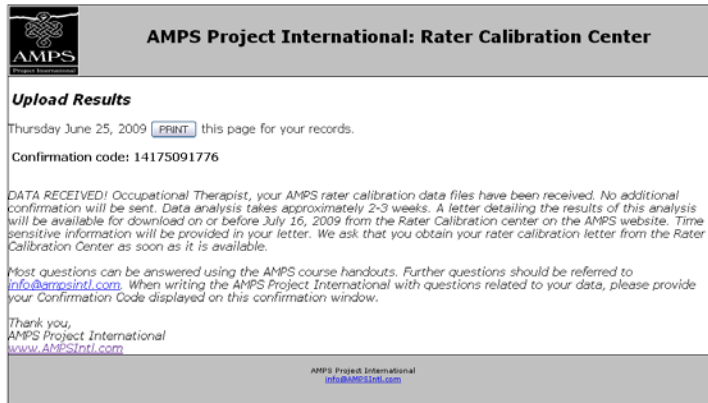 AMPS
Project International
AMPS Project International: Rater Calibration Center
Upload Results
Thursday June 25, 2009 PRINT this page for your records.
Confirmation code: 14175091776
DATA RECEIVED! Occupational Therapist, your AMPS rater calibration data files have been received. No additional
confirmation will be sent. Data analysis takes approximately 2-3 weeks. A letter detailing the results of this analysis
will be available for download on or before July 16, 2009 from the Rater Calibration center on the AMPS website. Time
sensitive information will be provided in your letter. We ask that you obtain your rater calibration letter from the Rater
Calibration Center as soon as it is available.
Most questions can be answered using the AMPS course handouts. Further questions should be referred to
info@ampsintl.com. When writing the AMPS Project International with questions related to your data, please provide
your Confirmation Code displayed on this confirmation window.
Thank you,
AMPS Project International
www.AMPSIntl.com
AMPS Project International
info@AMPSIntl.com